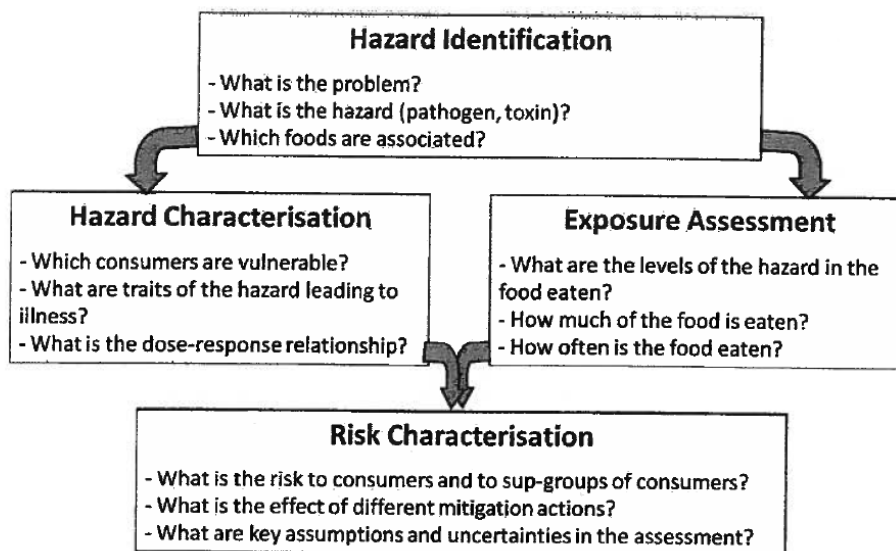 Hazard Identification
- What is the problem?
- What is the hazard (pathogen, toxin)?
- Which foods are associated?
Hazard Characterisation
- Which consumers are vulnerable?
- What are traits of the hazard leading to
illness?
- What is the dose-response relationship?
Exposure Assessment
- What are the levels of the hazard in the
food eaten?
- How much of the food is eaten?
- How often is the food eaten?
Risk Characterisation
- What is the risk to consumers and to sup-groups of consumers?
- What is the effect of different mitigation actions?
- What are key assumptions and uncertainties in the assessment?